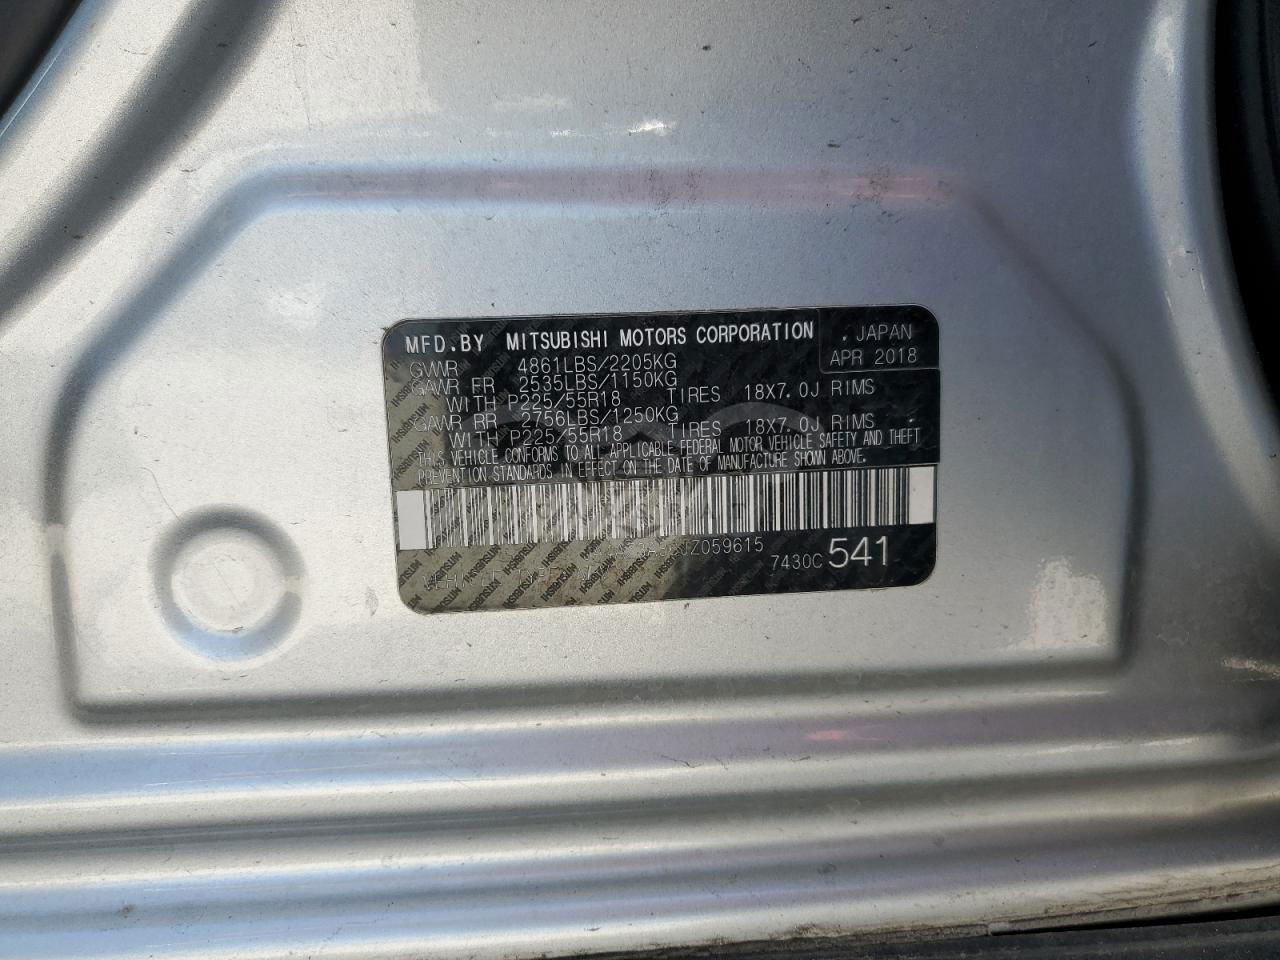 MFD.BY MITSUBISHI MOTORS CORPORATION . JAPAN
APR 2018
GVWR 4861LBS/2205KG
GAWR FR 2535LBS/1150KG
WITH P225/55R18 TIRES 18X7.0J RIMS
GAWR RR 2756LBS/1250KG
WITH P225/55R18 TIRES 18X7.0J RIMS .
THIS VEHICLE CONFORMS TO ALL APPLICABLE FEDERAL MOTOR VEHICLE SAFETY AND THEFT
PREVENTION STANDARDS IN EFFECT ON THE DATE OF MANUFACTURE SHOWN ABOVE.
Z059615
7430C 541